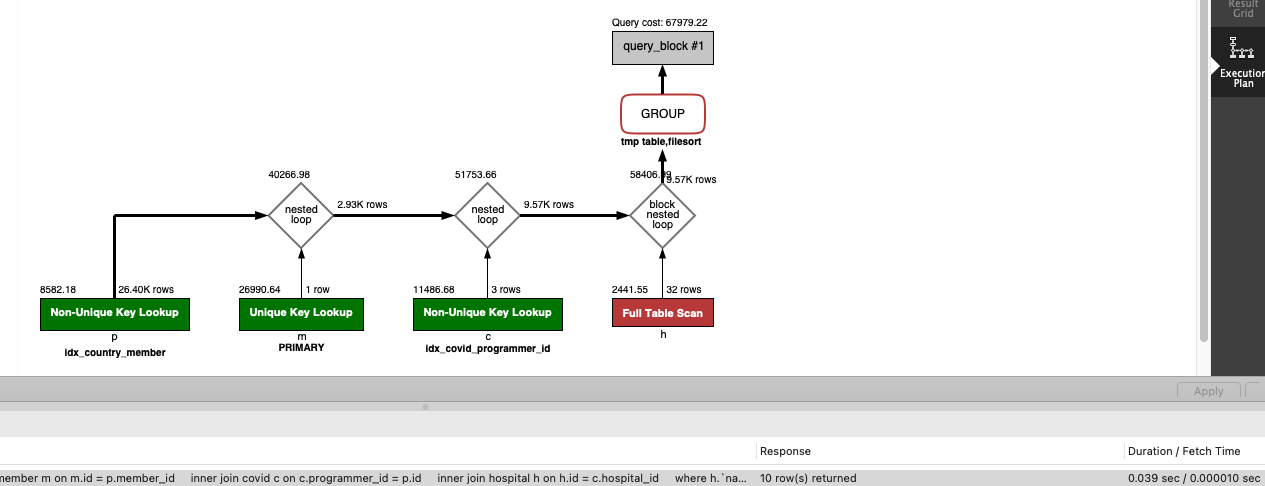 Result
Grid
Execution
Plan
Query cost: 67979.22
query_block #1
GROUP
tmp table,filesort
40266.98
51753.66
58406.
9.57K rows
nested
loop
2.93K rows
nested
loop
9.57K rows
block
nested
loop
8582.18
26.40K rows
26990.64
1 row
11486.68
3 rows
2441.55
32 rows
Non-Unique Key Lookup
Unique Key Lookup
Non-Unique Key Lookup
Full Table Scan
p
m
c
h
idx_country_member
PRIMARY
idx_covid_programmer_id
Apply
Response
Duration / Fetch Time
member m on m.id = p.member_id inner join covid c on c.programmer_id = p.id inner join hospital h on h.id = c.hospital_id where h.`na...
10 row(s) returned
0.039 sec / 0.000010 sec